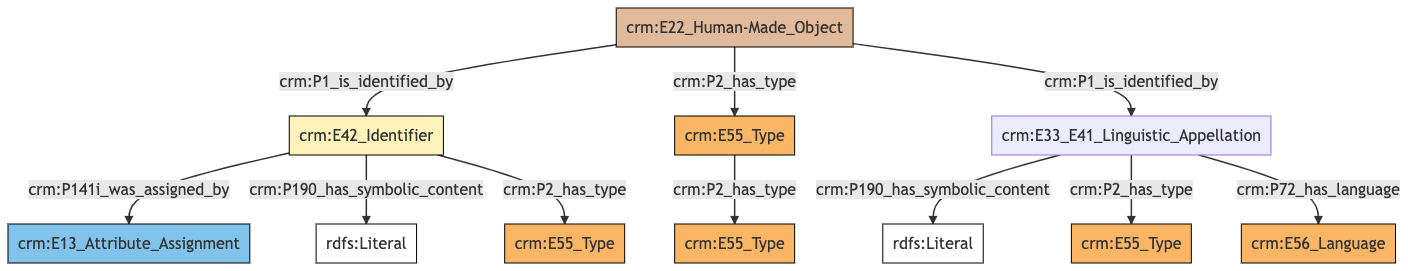 crm:E22_Human-Made_Object
crm:P1_is_identified_by
crm:P2_has_type
crm:P1_is_identified_by
crm:E42_Identifier
crm:E55_Type
crm:E33_E41_Linguistic_Appellation
crm:P141i_was_assigned_by
crm:P190_has_symbolic_content
crm:P2_has_type
crm:P2_has_type
crm:P190_has_symbolic_content
crm:P2_has_type
crm:P72_has_language
crm:E13_Attribute_Assignment
rdfs:Literal
crm:E55_Type
crm:E55_Type
rdfs:Literal
crm:E55_Type
crm:E56_Language